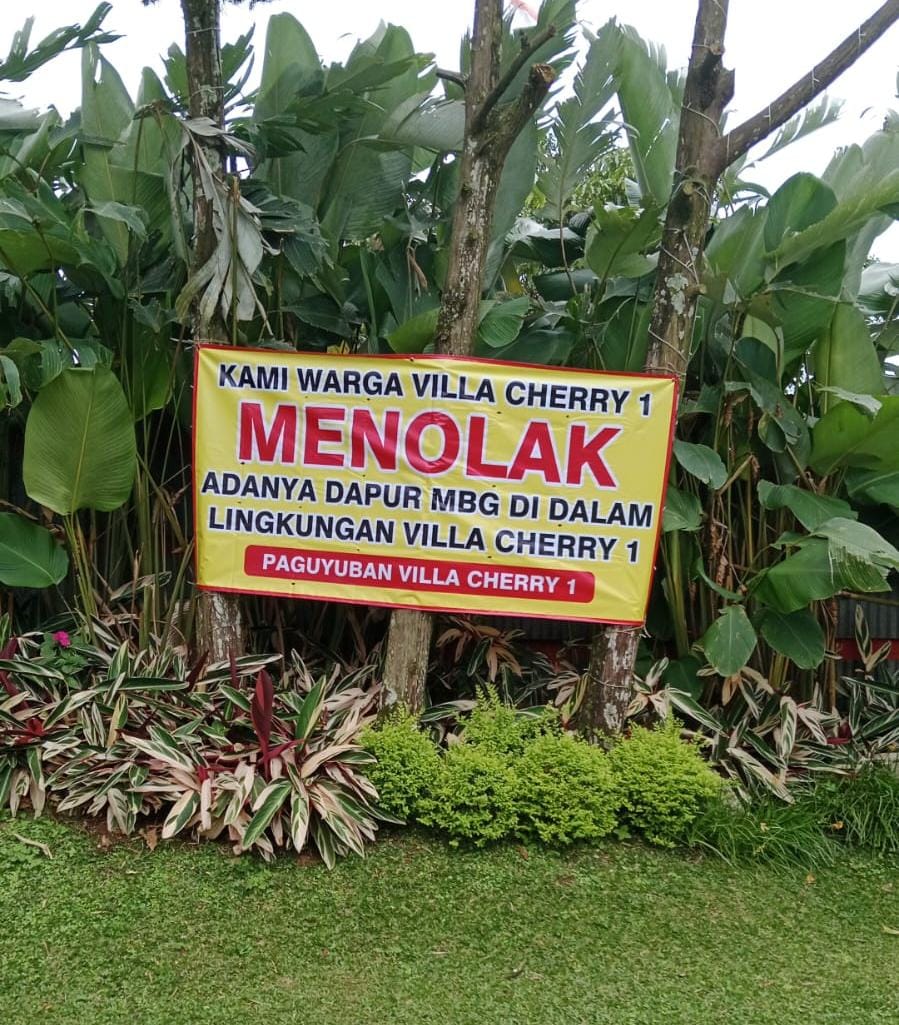 KAMI WARGA VILLA CHERRY 1
MENOLAK
ADANYA DAPUR MBG DI DALAM
LINGKUNGAN VILLA CHERRY 1
PAGUYUBAN VILLA CHERRY 1